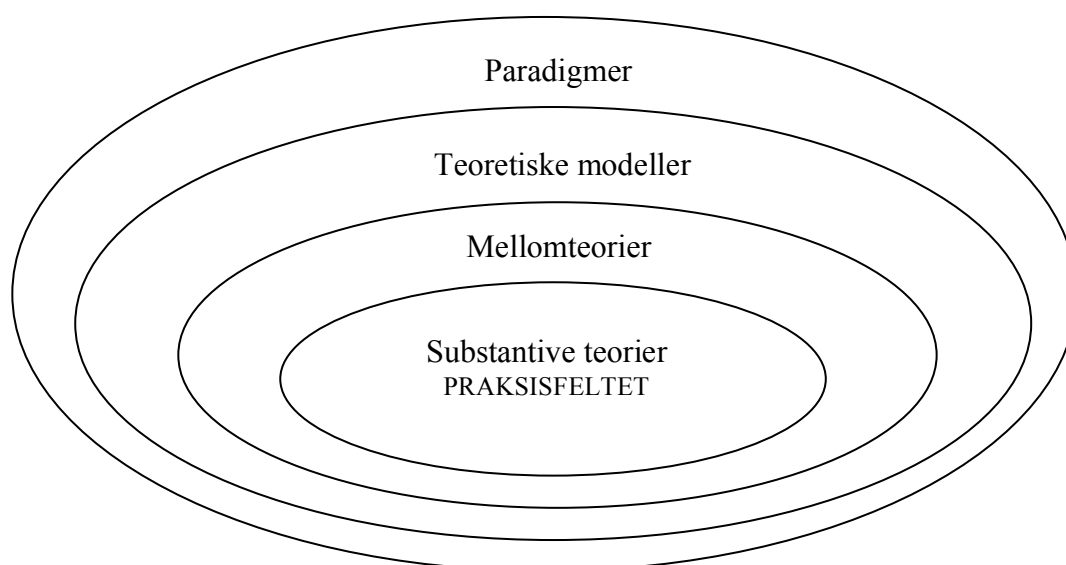 Paradigmer
Teoretiske modeller
Mellomteorier
Substantive teorier
PRAKSISFELTET